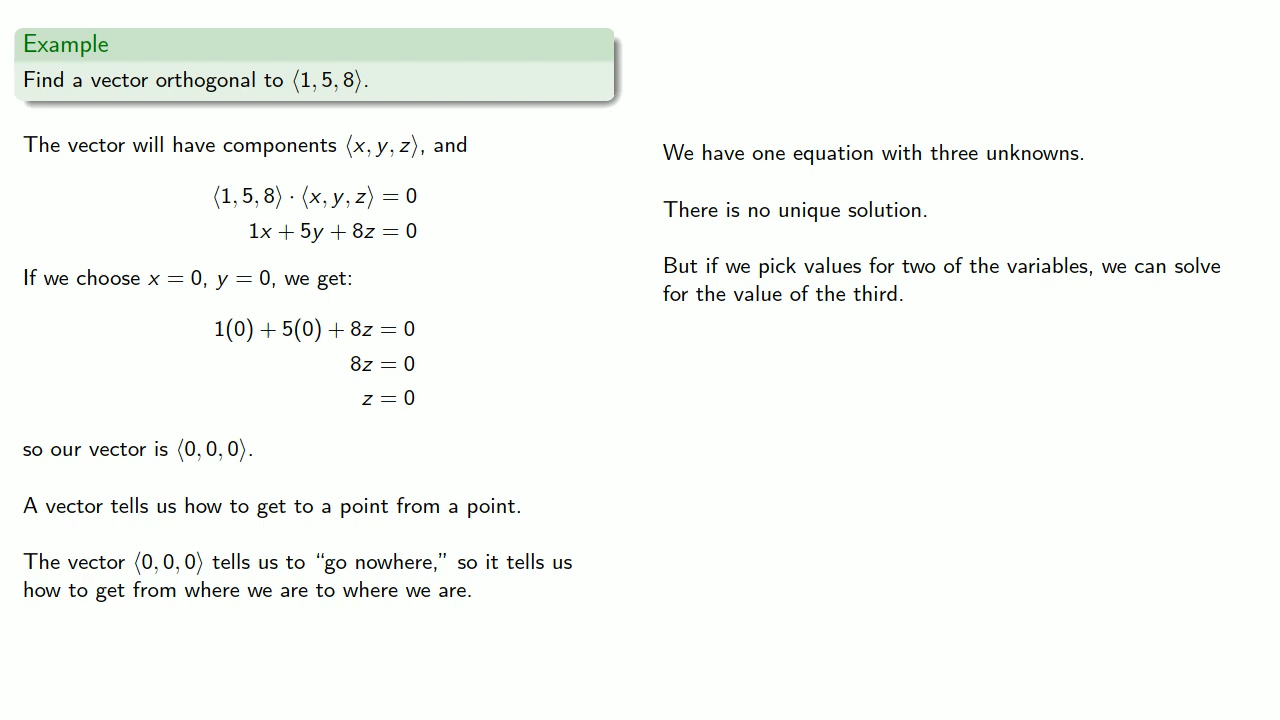 Example
Find a vector orthogonal to ⟨1, 5, 8⟩.
The vector will have components ⟨x, y, z⟩, and
⟨1, 5, 8⟩ · ⟨x, y, z⟩ = 0
1x + 5y + 8z = 0
If we choose x = 0, y = 0, we get:
1(0) + 5(0) + 8z = 0
8z = 0
z = 0
so our vector is ⟨0, 0, 0⟩.
A vector tells us how to get to a point from a point.
The vector ⟨0, 0, 0⟩ tells us to “go nowhere,” so it tells us
how to get from where we are to where we are.
We have one equation with three unknowns.
There is no unique solution.
But if we pick values for two of the variables, we can solve
for the value of the third.